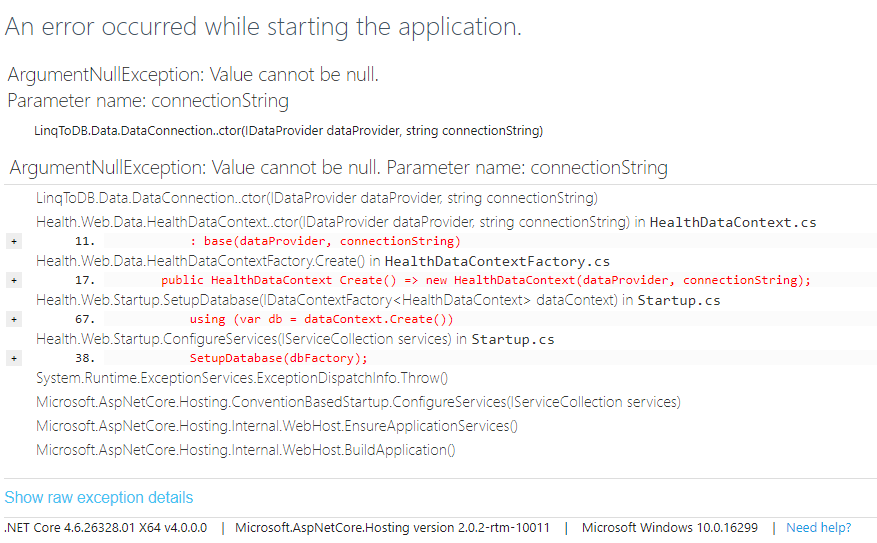 An error occurred while starting the application.
ArgumentNullException: Value cannot be null.
Parameter name: connectionString
LinqToDB.Data.DataConnection..ctor(IDataProvider dataProvider, string connectionString)
ArgumentNullException: Value cannot be null. Parameter name: connectionString
LinqToDB.Data.DataConnection..ctor(IDataProvider dataProvider, string connectionString)
Health.Web.Data.HealthDataContext..ctor(IDataProvider dataProvider, string connectionString) in HealthDataContext.cs
+ 11. : base(dataProvider, connectionString)
Health.Web.Data.HealthDataContextFactory.Create() in HealthDataContextFactory.cs
+ 17. public HealthDataContext Create() => new HealthDataContext(dataProvider, connectionString);
Health.Web.Startup.SetupDatabase(IDataContextFactory<HealthDataContext> dataContext) in Startup.cs
+ 67. using (var db = dataContext.Create())
Health.Web.Startup.ConfigureServices(IServiceCollection services) in Startup.cs
+ 38. SetupDatabase(dbFactory);
System.Runtime.ExceptionServices.ExceptionDispatchInfo.Throw()
Microsoft.AspNetCore.Hosting.ConventionBasedStartup.ConfigureServices(IServiceCollection services)
Microsoft.AspNetCore.Hosting.Internal.WebHost.EnsureApplicationServices()
Microsoft.AspNetCore.Hosting.Internal.WebHost.BuildApplication()
Show raw exception details
.NET Core 4.6.26328.01 X64 v4.0.0.0 | Microsoft.AspNetCore.Hosting version 2.0.2-rtm-10011 | Microsoft Windows 10.0.16299 | Need help?